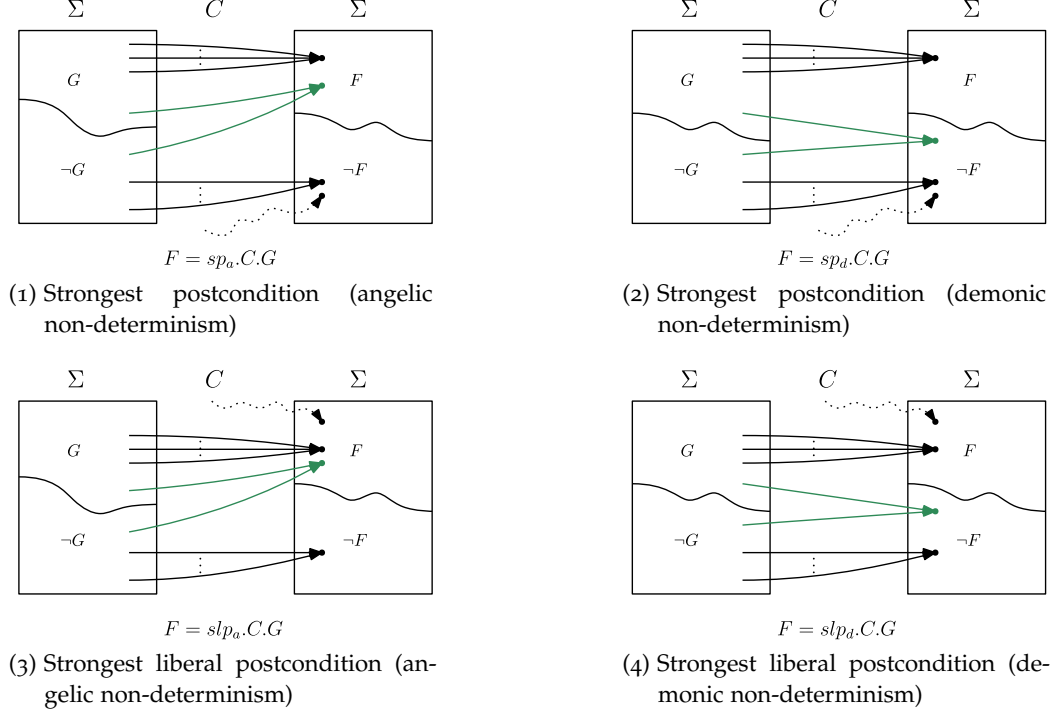 Σ C Σ
G
F
¬G
¬F
F = sp_a.C.G
(1) Strongest postcondition (angelic
non-determinism)
Σ C Σ
G
F
¬G
¬F
F = sp_d.C.G
(2) Strongest postcondition (demonic
non-determinism)
Σ C Σ
G
F
¬G
¬F
F = slp_a.C.G
(3) Strongest liberal postcondition (an-
gelic non-determinism)
Σ C Σ
G
F
¬G
¬F
F = slp_d.C.G
(4) Strongest liberal postcondition (de-
monic non-determinism)